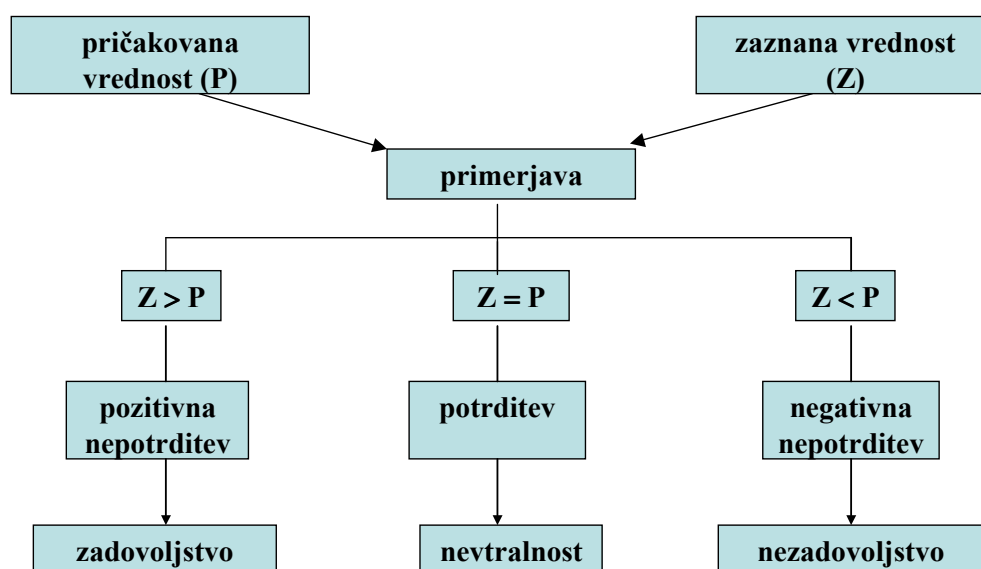 pričakovana
vrednost (P)
zaznana vrednost
(Z)
primerjava
Z > P
Z = P
Z < P
pozitivna
nepotrditev
potrditev
negativna
nepotrditev
zadovoljstvo
nevtralnost
nezadovoljstvo